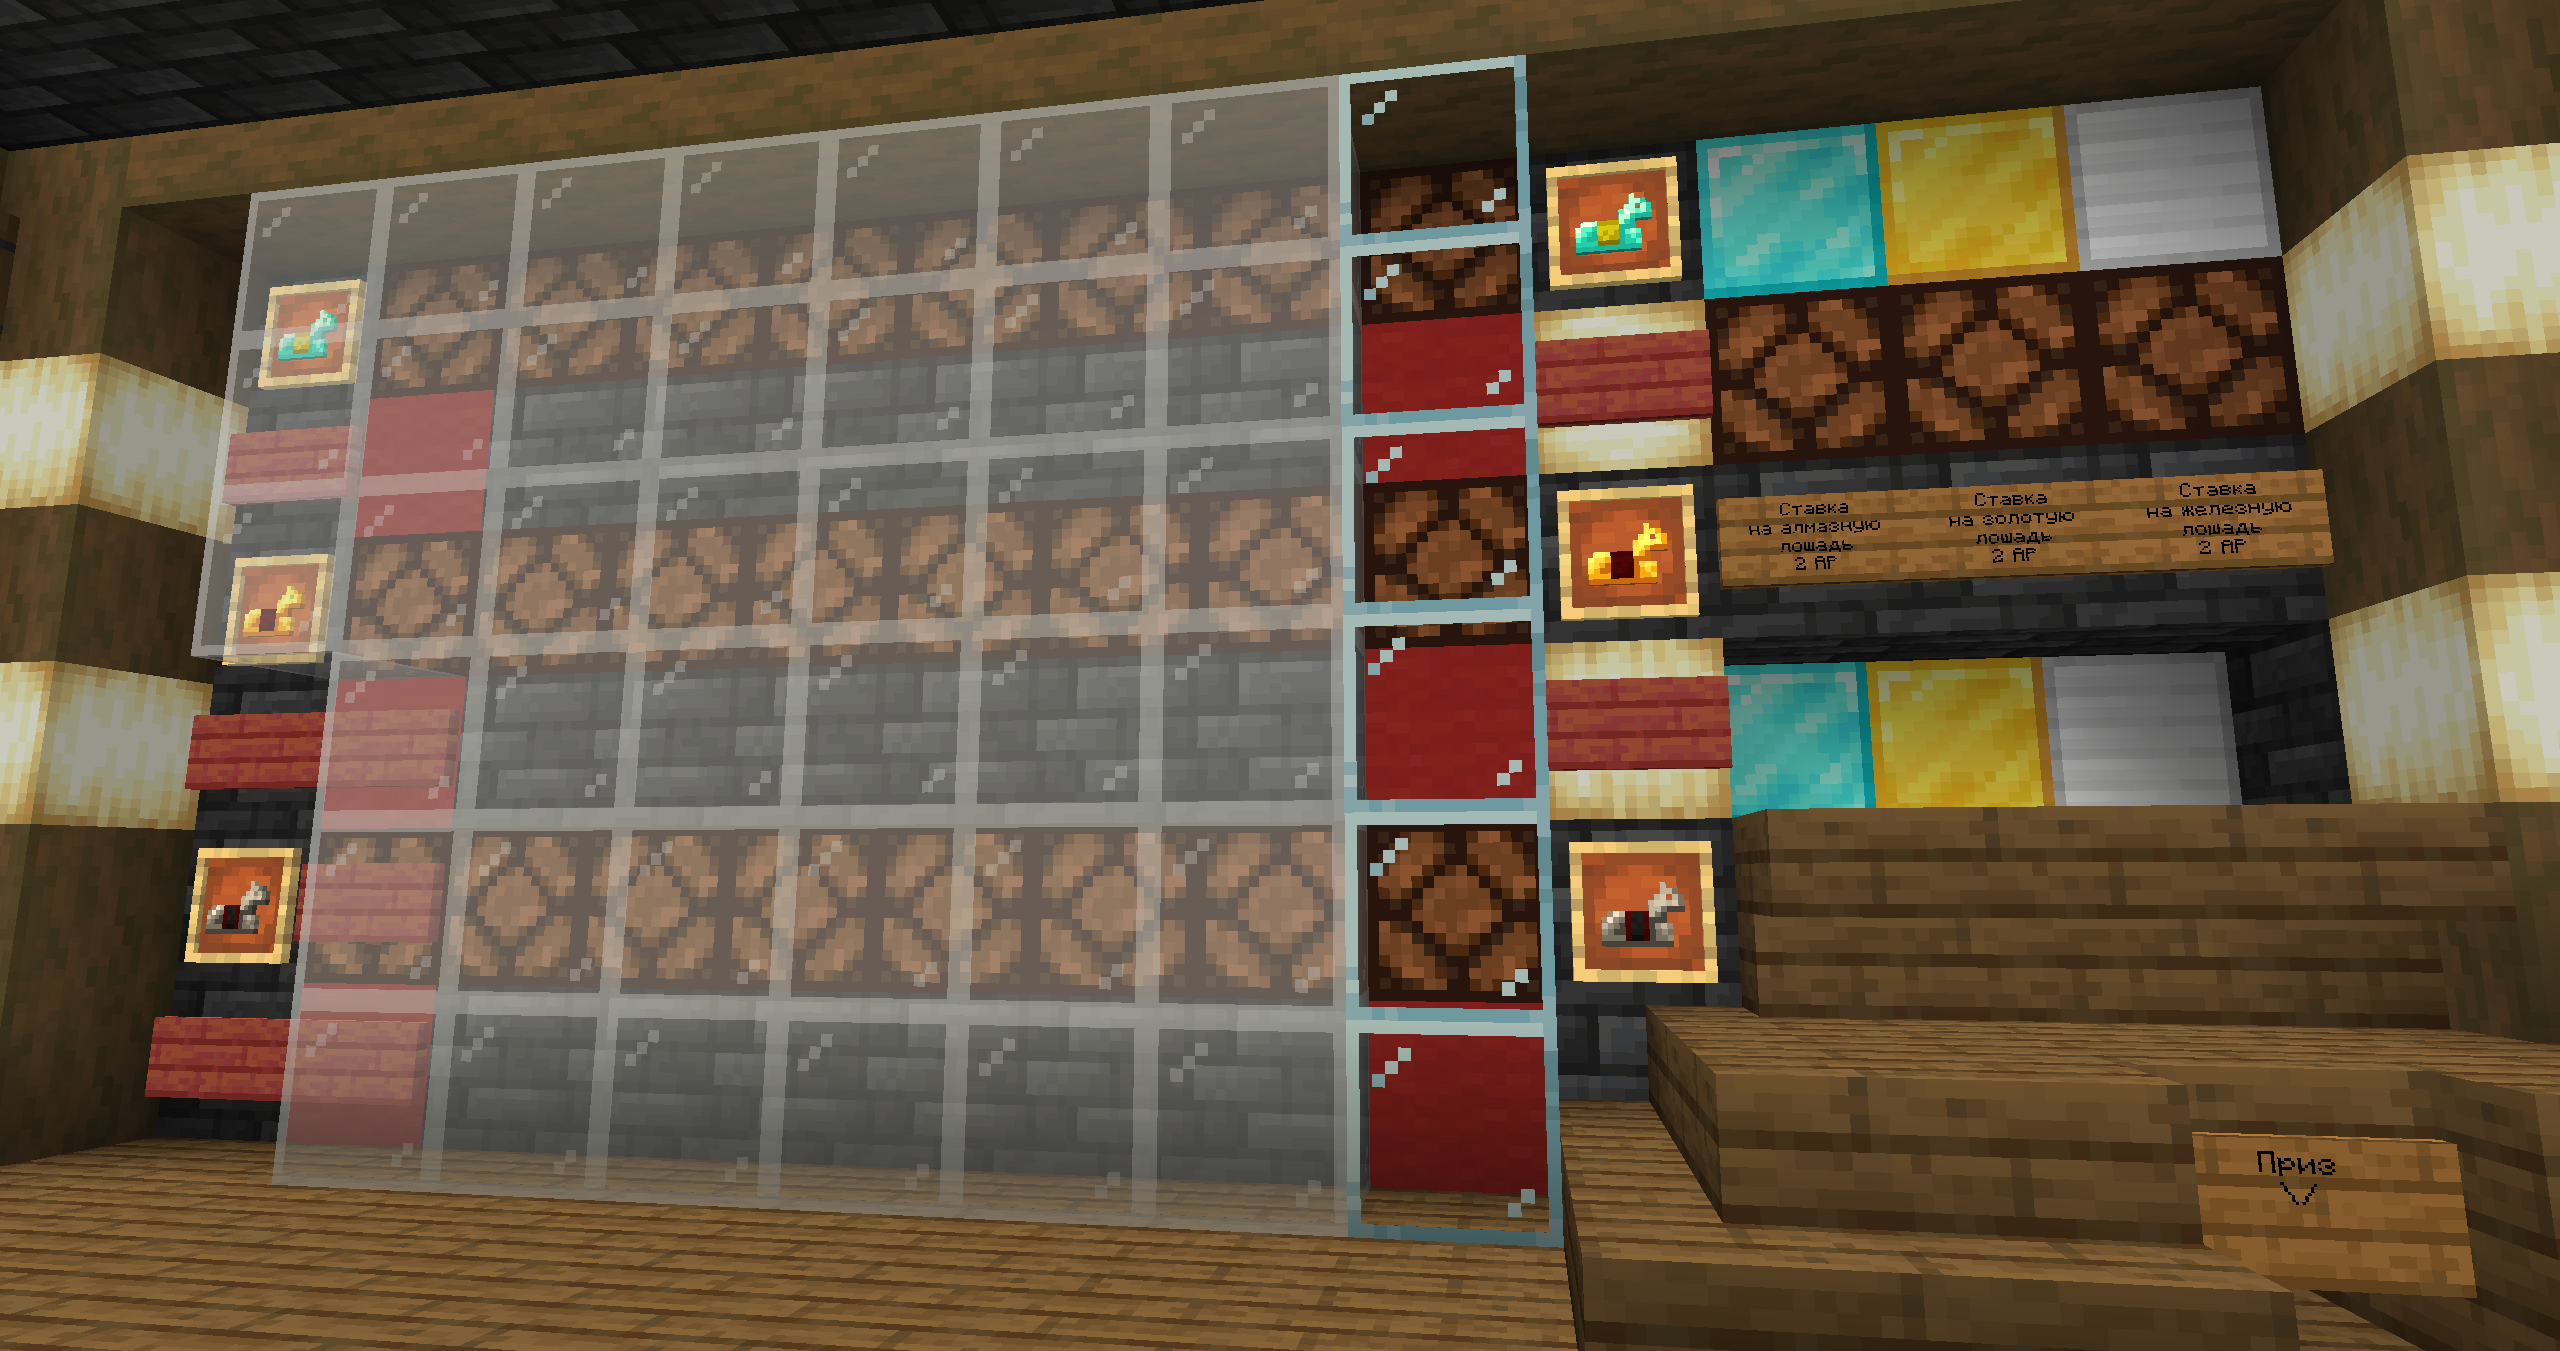 Ставка
на алмазную
лошадь
2 АР
Ставка
на золотую
лошадь
2 АР
Ставка
на железную
лошадь
2 АР
Приз
\/